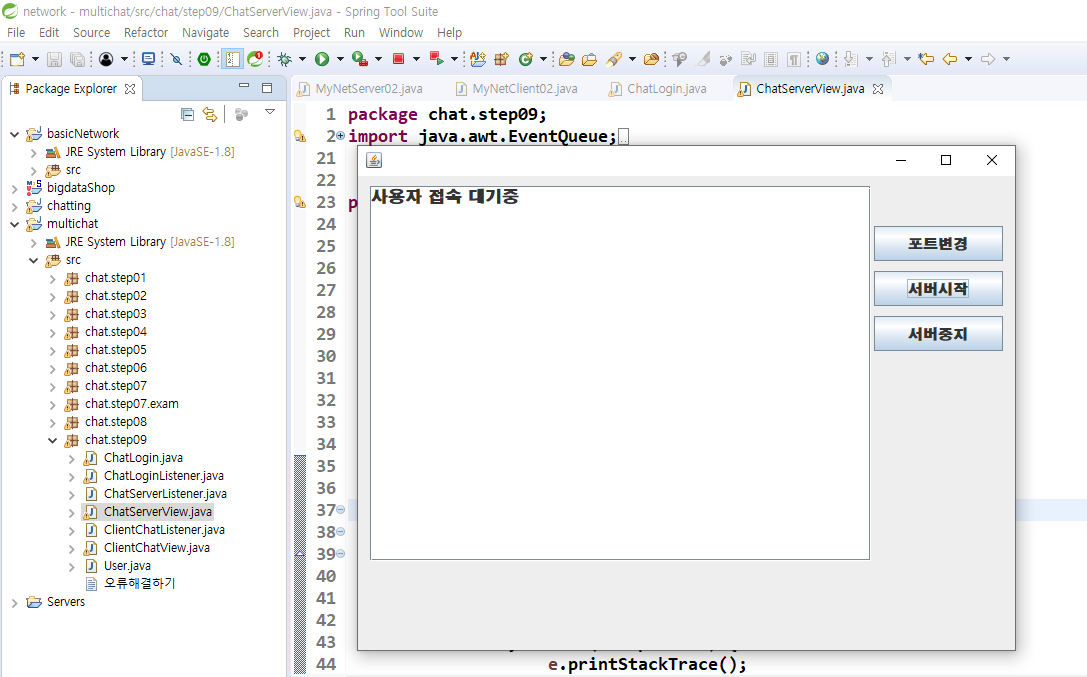 network - multichat/src/chat/step09/ChatServerView.java - Spring Tool Suite
File Edit Source Refactor Navigate Search Project Run Window Help
Package Explorer
MyNetServer02.java MyNetClient02.java ChatLogin.java ChatServerView.java
basicNetwork
JRE System Library [JavaSE-1.8]
src
bigdataShop
chatting
multichat
JRE System Library [JavaSE-1.8]
src
chat.step01
chat.step02
chat.step03
chat.step04
chat.step05
chat.step06
chat.step07
chat.step07.exam
chat.step08
chat.step09
ChatLogin.java
ChatLoginListener.java
ChatServerListener.java
ChatServerView.java
ClientChatListener.java
ClientChatView.java
User.java
오류해결하기
Servers
1 package chat.step09;
2 import java.awt.EventQueue;
21
22
23 p
24
25
26
27
28
29
30
31
32
33
34
35
36
37
38
39
40
41
42
43
44 e.printStackTrace();
사용자 접속 대기중
포트변경
서버시작
서버중지